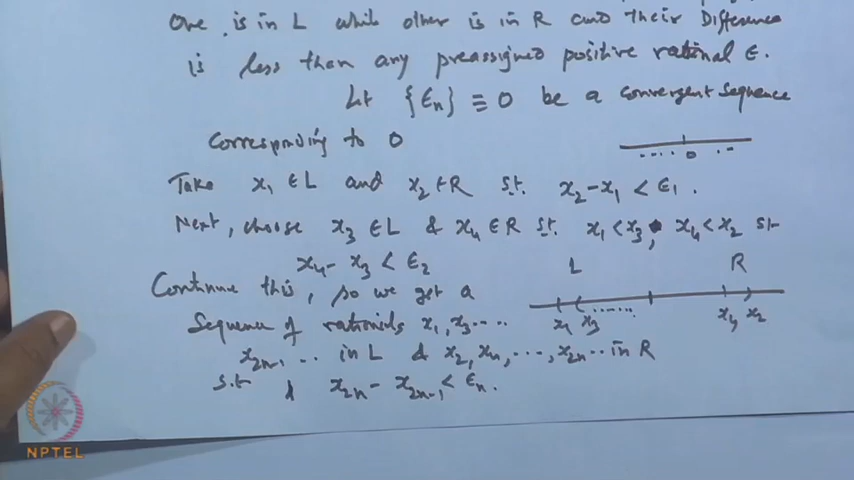 One is in L while other is in R and their Difference
is less than any preassigned positive rational ϵ.
Let {ϵn} ≡ 0 be a convergent Sequence
Corresponding to 0
0
Take x1 ∈ L and x2 ∈ R s.t. x2 - x1 < ϵ1.
Next, choose x3 ∈ L & x4 ∈ R s.t. x1 < x3, x4 < x2 st
x4 - x3 < ϵ2
L R
Continue this, so we get a
x1 x3 x4 x2
Sequence of rationals x1, x3 ....
x2n-1 .. in L & x2, x4, ..., x2n .. in R
s.t x2n - x2n-1 < ϵn.
NPTEL